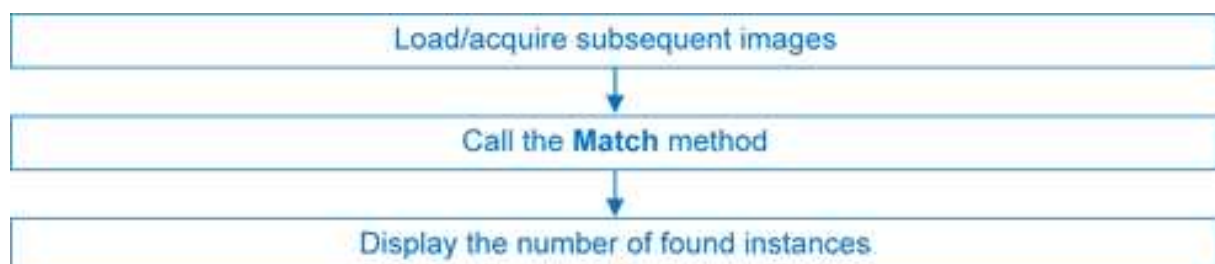 Load/acquire subsequent images
Call the Match method
Display the number of found instances